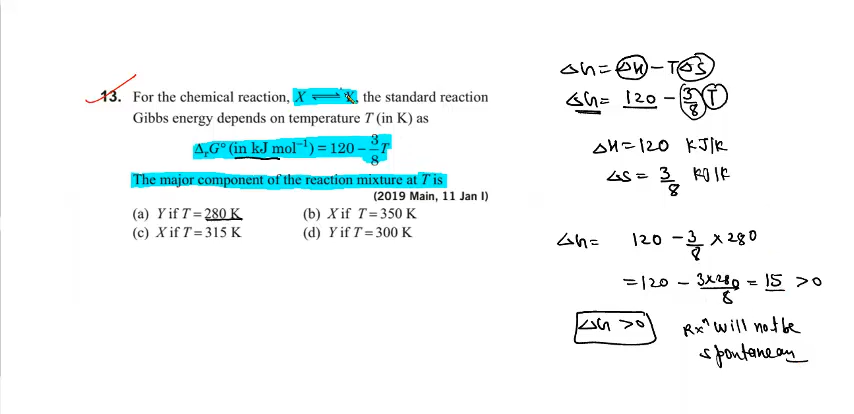 13. For the chemical reaction, X ⇌ Y, the standard reaction
Gibbs energy depends on temperature T (in K) as
ΔᵣG° (in kJ mol⁻¹) = 120 − 3/8 T
The major component of the reaction mixture at T is
(2019 Main, 11 Jan I)
(a) Y if T = 280 K (b) X if T = 350 K
(c) X if T = 315 K (d) Y if T = 300 K
ΔG = ΔH − TΔS
ΔG = 120 − (3/8) T
ΔH = 120 KJ/K
ΔS = 3/8 KJ/K
ΔG = 120 − 3/8 × 280
= 120 − 3×280/8 = 15 > 0
ΔG > 0 Rxⁿ will not be
spontanean